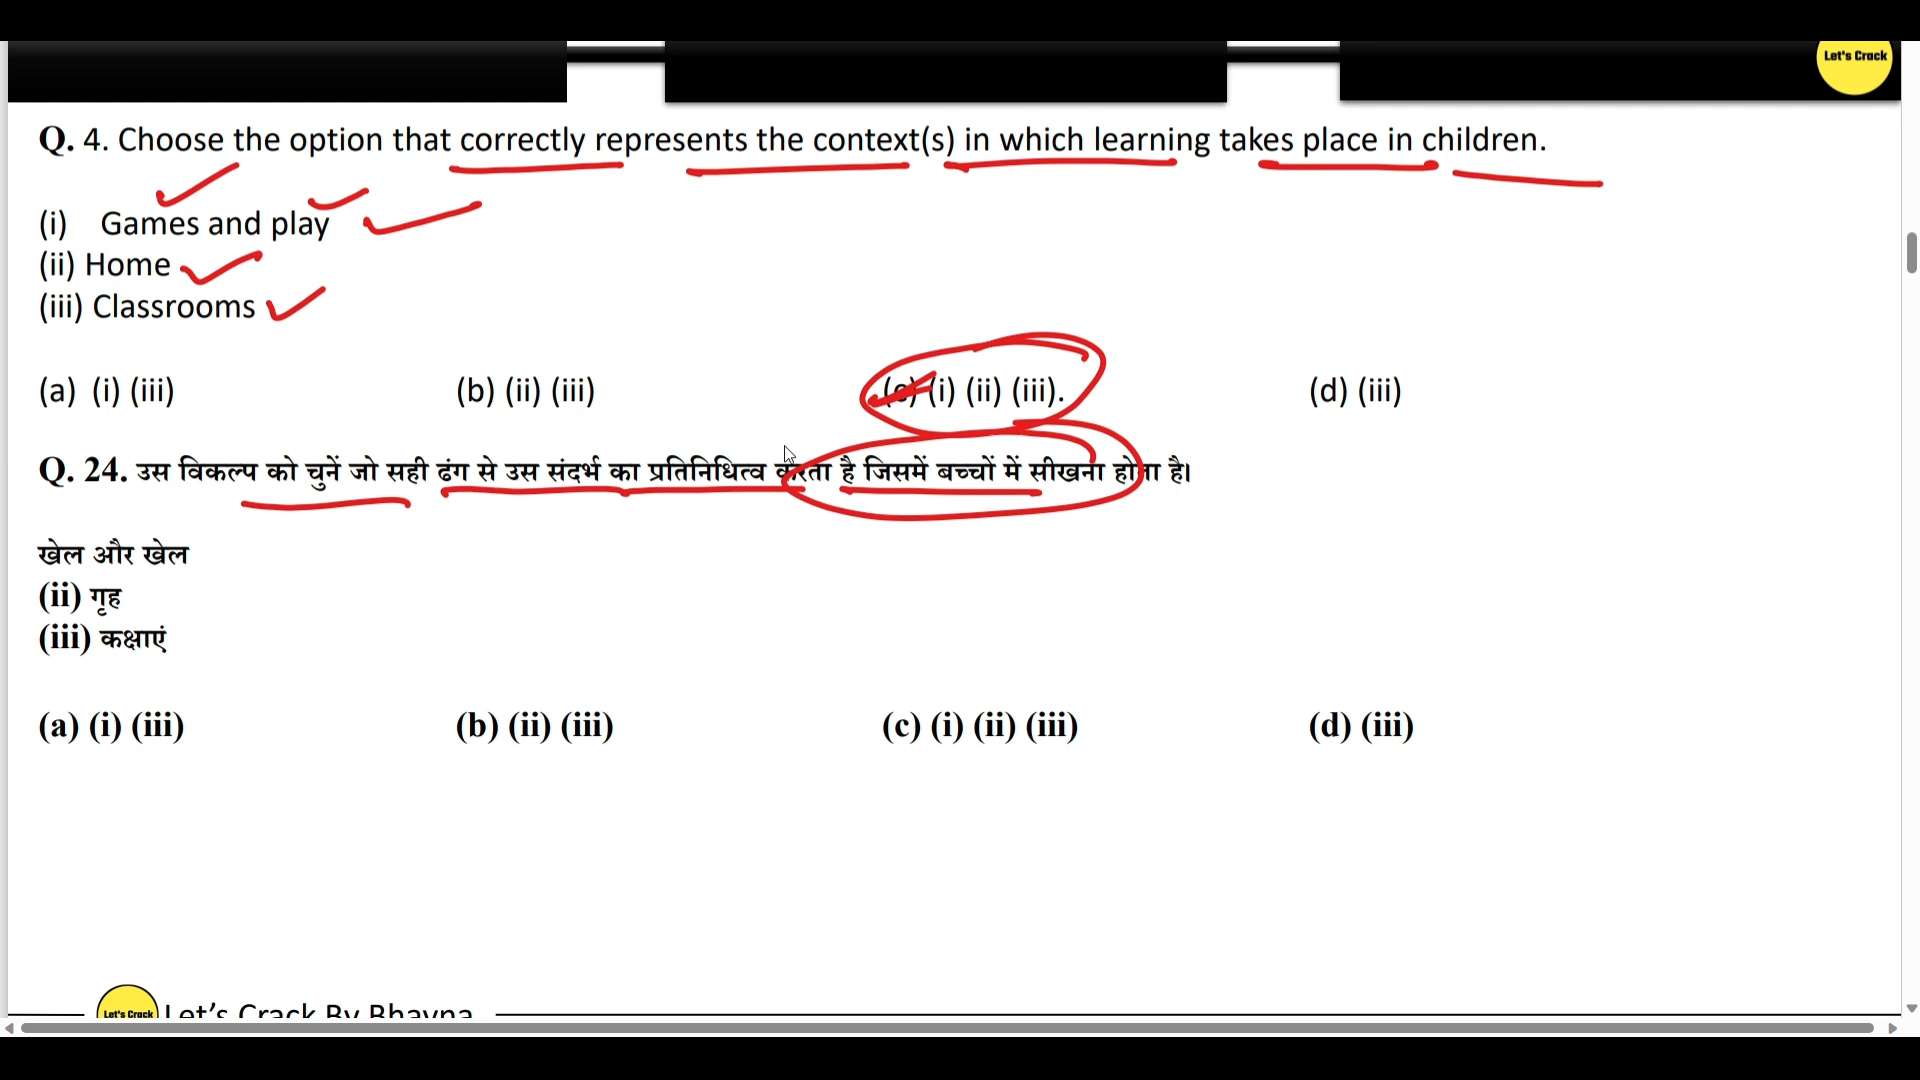 Let's Crack
Q. 4. Choose the option that correctly represents the context(s) in which learning takes place in children.
(i) Games and play
(ii) Home
(iii) Classrooms
(a) (i) (iii) (b) (ii) (iii) (c) (i) (ii) (iii). (d) (iii)
Q. 24. उस विकल्प को चुनें जो सही ढंग से उस संदर्भ का प्रतिनिधित्व करता है जिसमें बच्चों में सीखना होता है।
खेल और खेल
(ii) गृह
(iii) कक्षाएं
(a) (i) (iii) (b) (ii) (iii) (c) (i) (ii) (iii) (d) (iii)
Let's Crack Let’s Crack By Bhavna